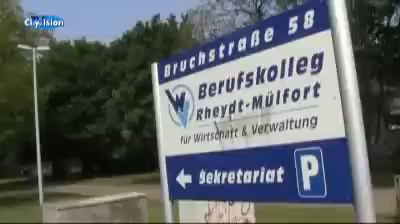 Cityvision
Bruchstraße 58
Berufskolleg
Rheydt-Mülfort
für Wirtschaft & Verwaltung
Sekretariat P